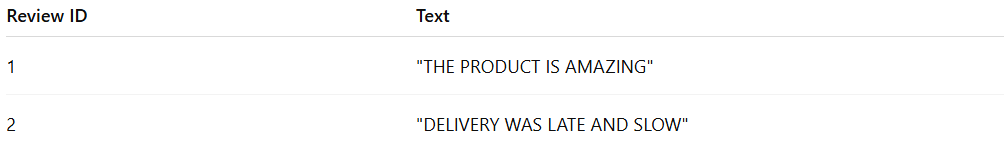 Review ID Text
1 "THE PRODUCT IS AMAZING"
2 "DELIVERY WAS LATE AND SLOW"